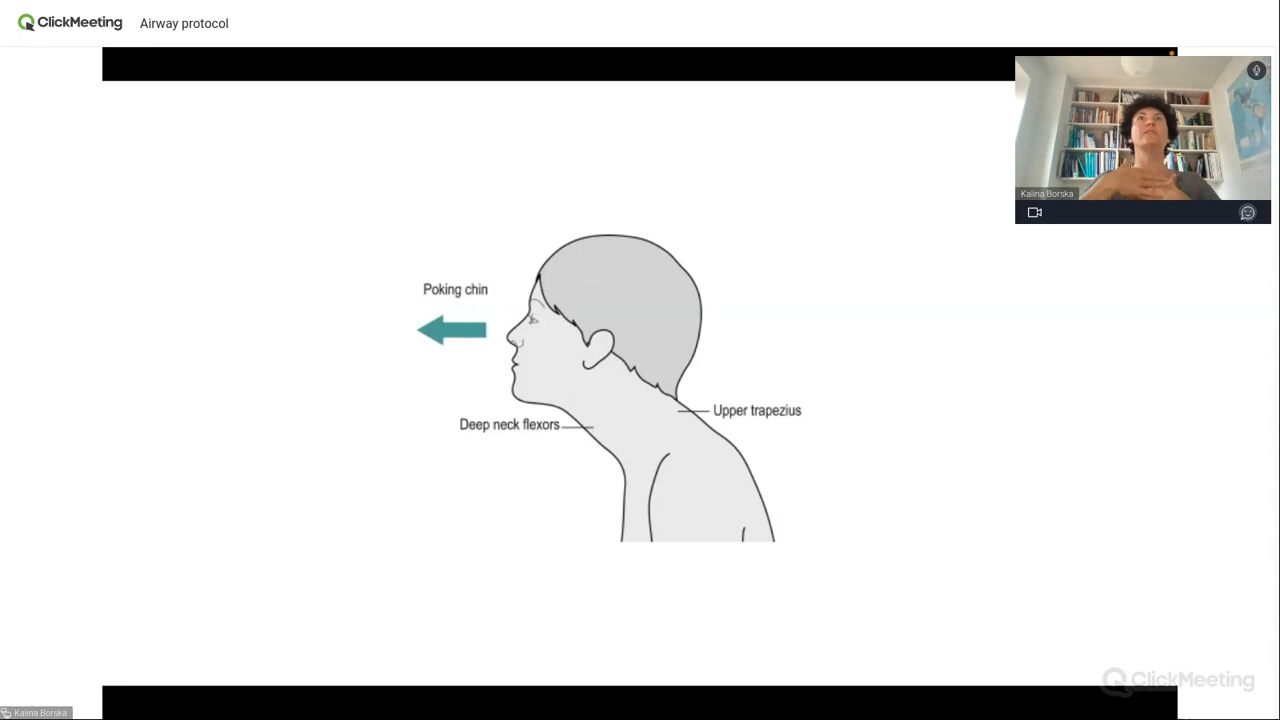 ClickMeeting
Airway protocol
Kalina Borska
Poking chin
Upper trapezius
Deep neck flexors
ClickMeeting
Kalina Borska